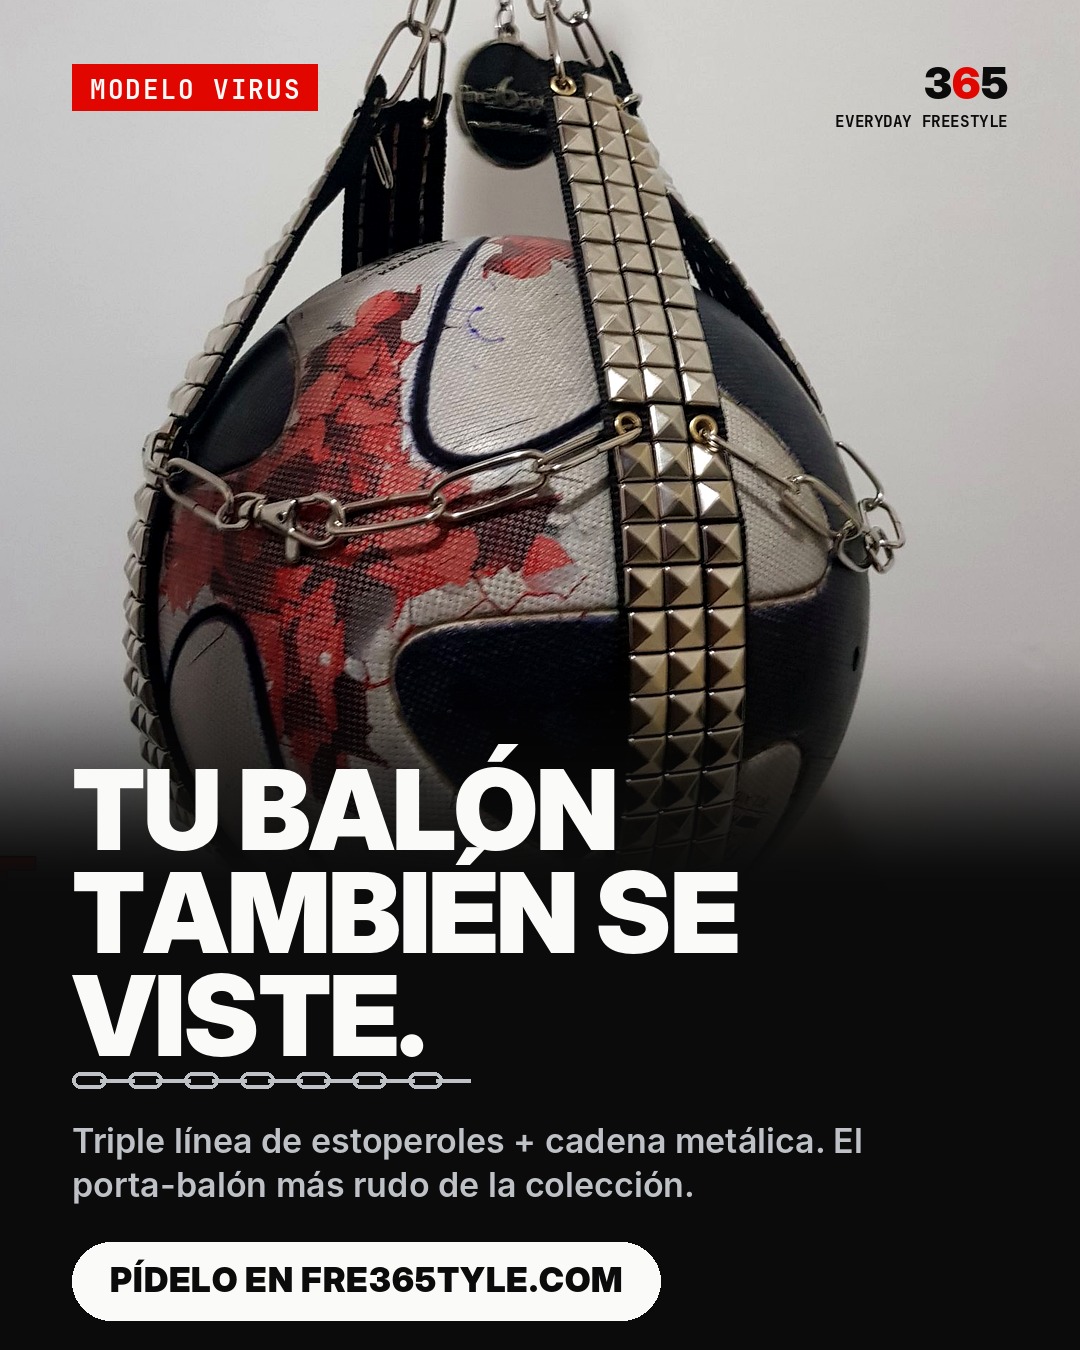 MODELO VIRUS
365
EVERYDAY FREESTYLE
TU BALÓN
TAMBIÉN SE
VISTE.
Triple línea de estoperoles + cadena metálica. El
porta-balón más rudo de la colección.
PÍDELO EN FRE365TYLE.COM